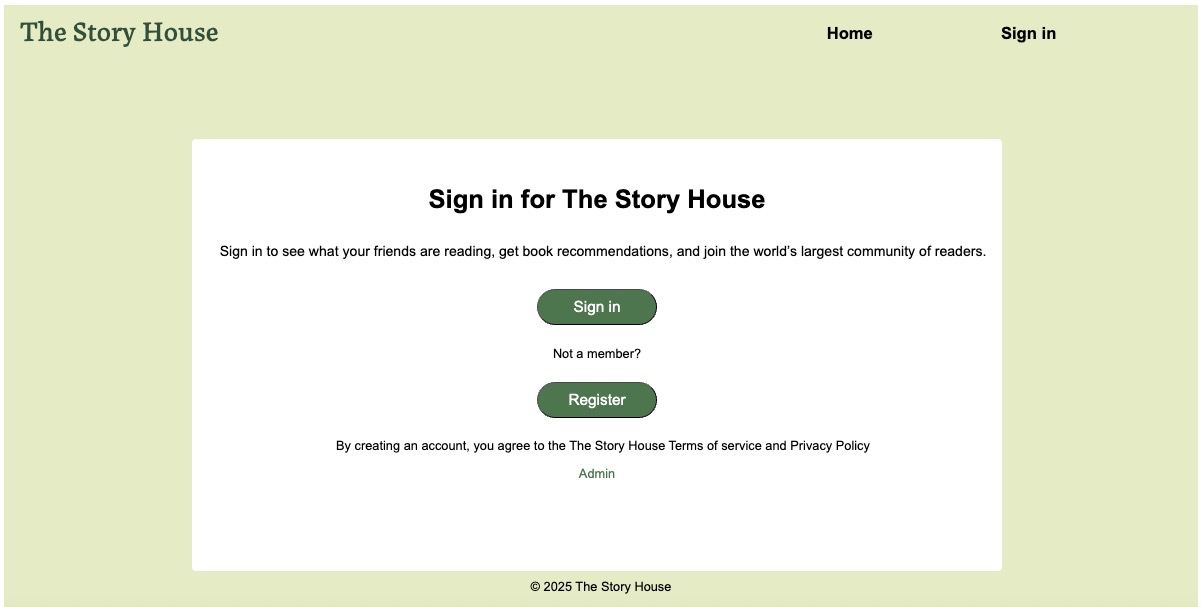 The Story House
Home
Sign in
Sign in for The Story House
Sign in to see what your friends are reading, get book recommendations, and join the world’s largest community of readers.
Sign in
Not a member?
Register
By creating an account, you agree to the The Story House Terms of service and Privacy Policy
Admin
© 2025 The Story House